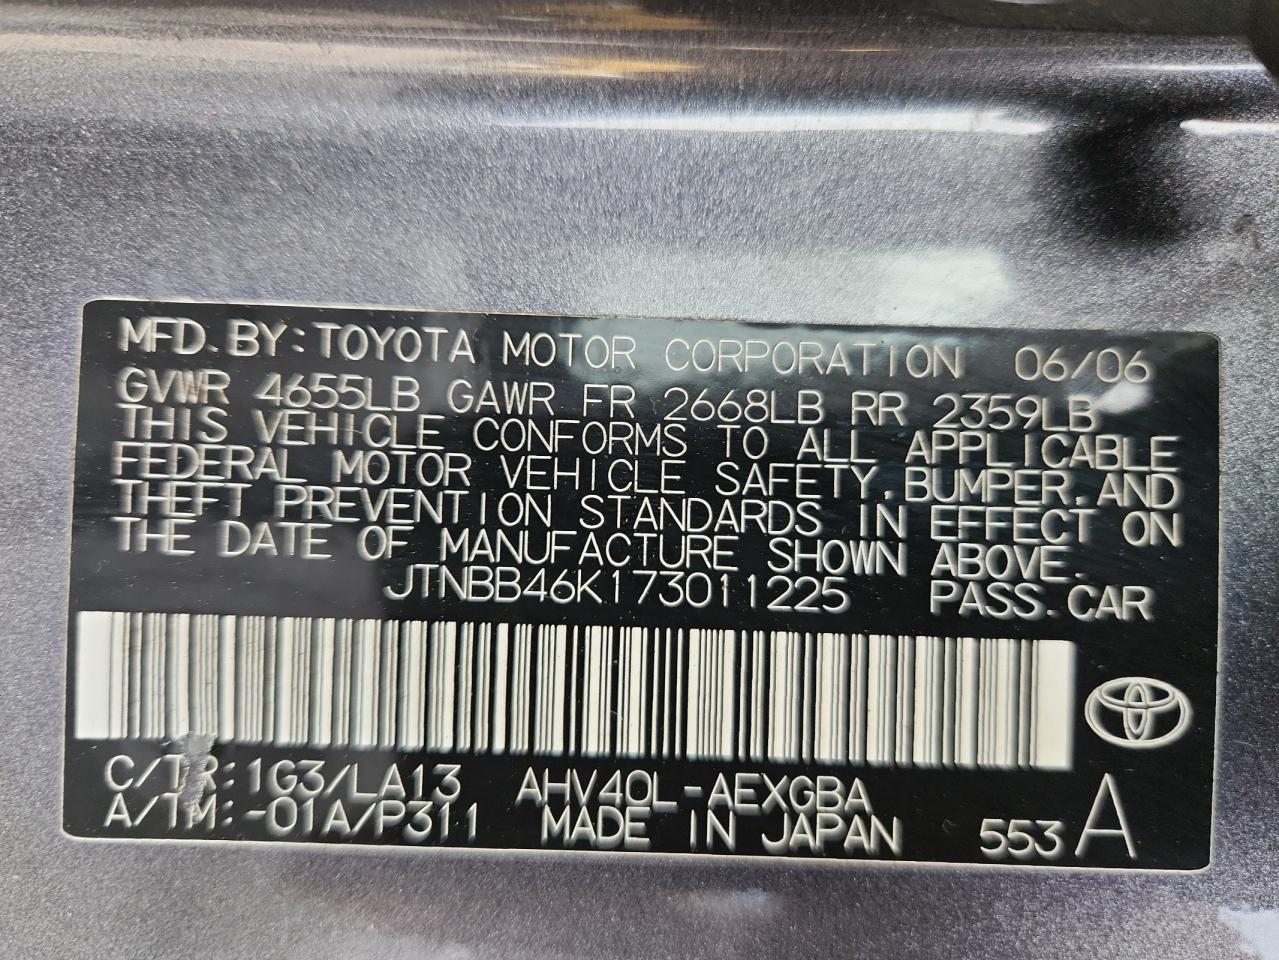 MFD.BY:TOYOTA MOTOR CORPORATION 06/06
GVWR 4655LB GAWR FR 2668LB RR 2359LB
THIS VEHICLE CONFORMS TO ALL APPLICABLE
FEDERAL MOTOR VEHICLE SAFETY,BUMPER,AND
THEFT PREVENTION STANDARDS IN EFFECT ON
THE DATE OF MANUFACTURE SHOWN ABOVE.
JTNBB46K173011225 PASS.CAR
C/TR:1G3/LA13 AHV40L-AEXGBA
A/TM:-01A/P311 MADE IN JAPAN 553 A